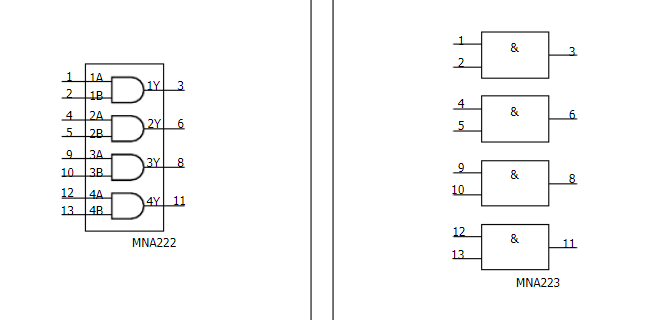 1 1A 1Y 3
2 1B
4 2A 2Y 6
5 2B
9 3A 3Y 8
10 3B
12 4A 4Y 11
13 4B
MNA222
1 & 3
2
4 & 6
5
9 & 8
10
12 & 11
13
MNA223